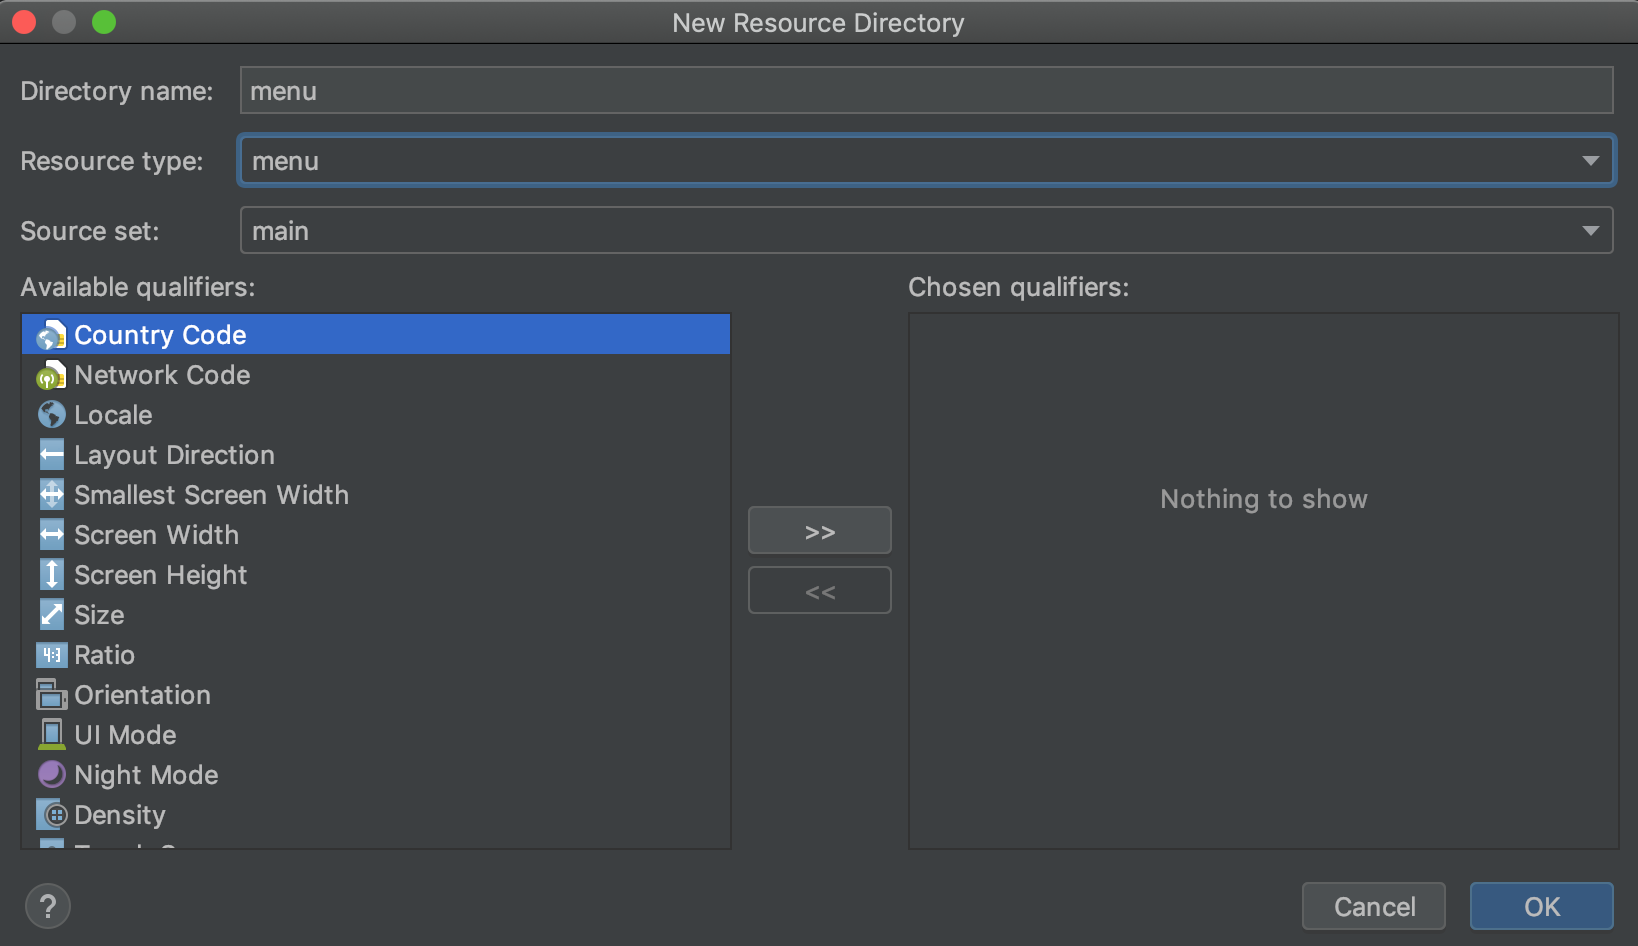 New Resource Directory
Directory name: menu
Resource type: menu
Source set: main
Available qualifiers:
Chosen qualifiers:
Country Code
Network Code
Locale
Layout Direction
Smallest Screen Width
Screen Width
Screen Height
Size
4:3 Ratio
Orientation
UI Mode
Night Mode
Density
>>
<<
Nothing to show
?
Cancel
OK